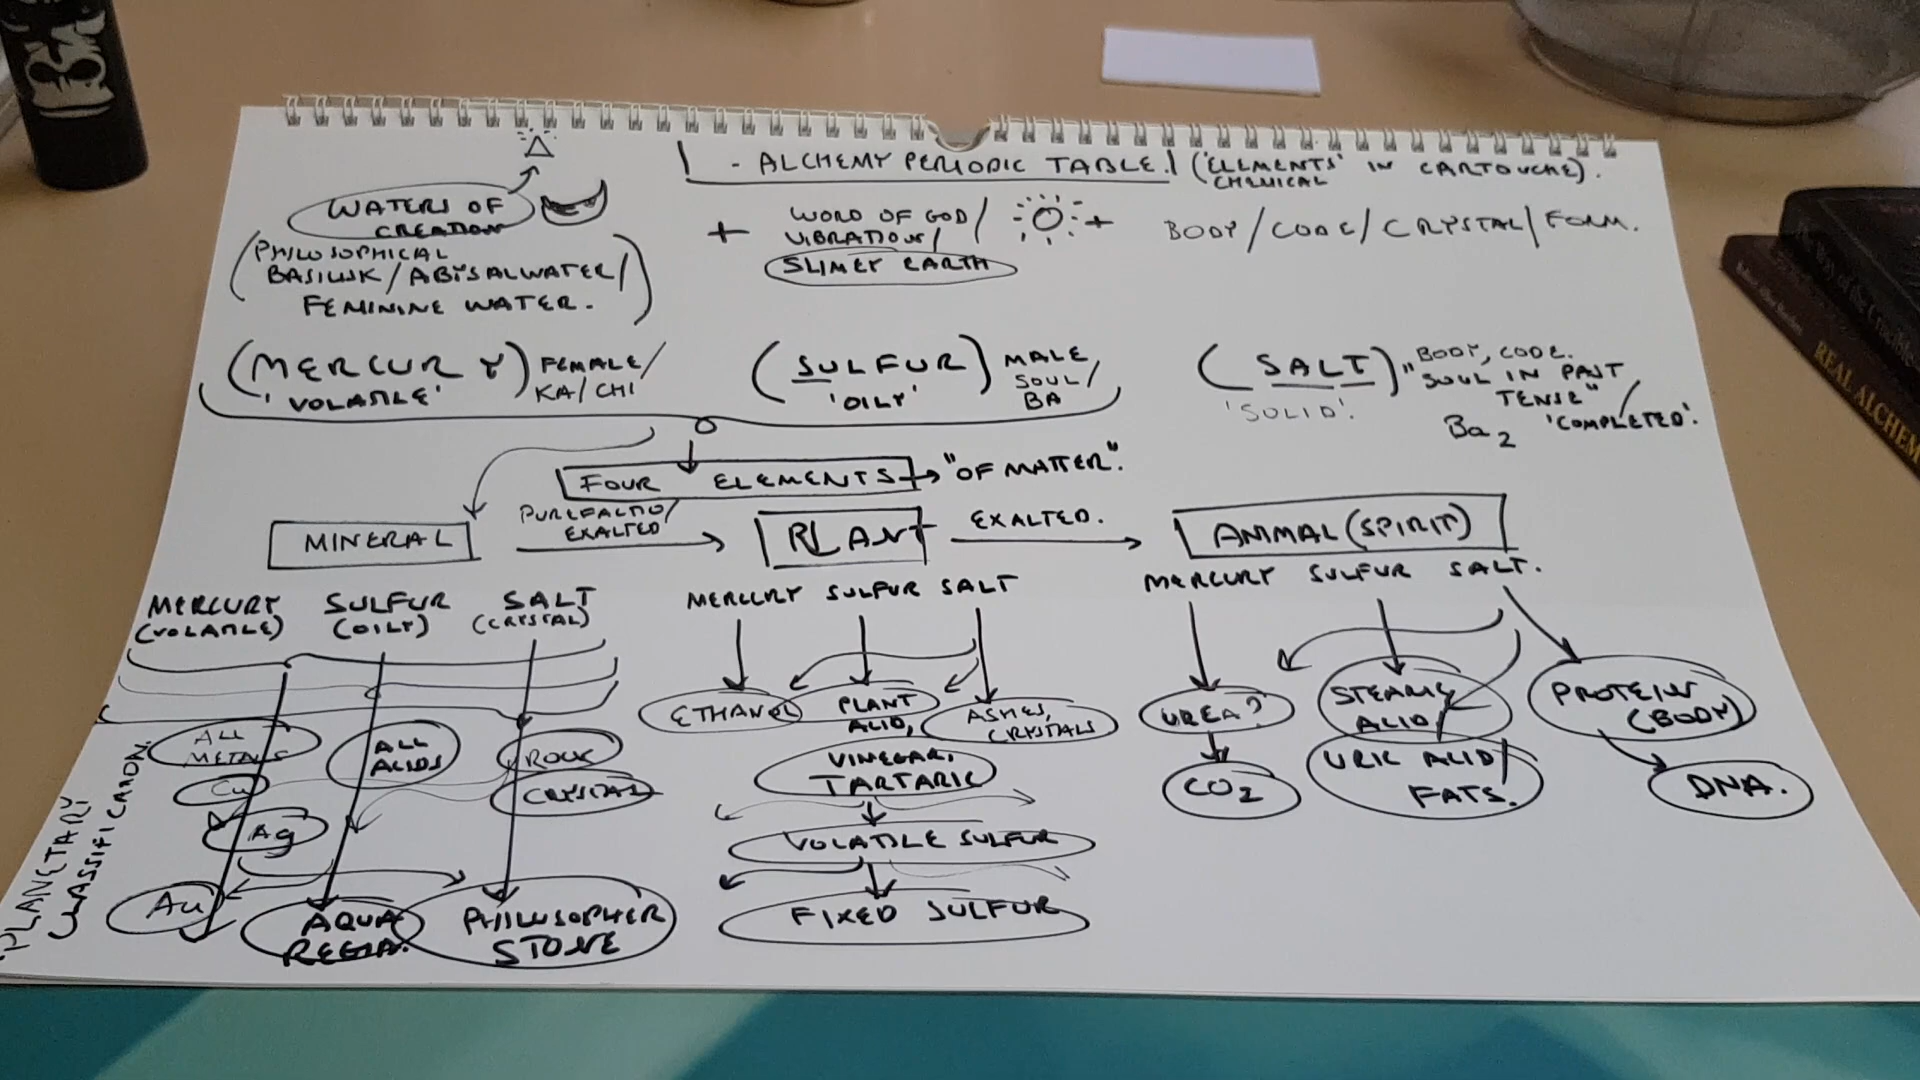 1 - ALCHEMY PERIODIC TABLE. ('ELEMENTS' IN CARTOUCHE).
CHEMICAL
WATERS OF
CREATION
(PHILOSOPHICAL
BASILISK/ABYSALWATER/
FEMININE WATER.)
+ WORD OF GOD/
VIBRATIONS/
SLIMEY EARTH
+ BODY/CODE/CRYSTAL/FORM.
(MERCURY) FEMALE/
'VOLATILE' KA/CHI
(SULFUR) MALE,
'OILY' SOUL/
BA
(SALT) "BODY, CODE.
'SOLID'. SOUL IN PAST
TENSE"/
Ba2 'COMPLETED'.
FOUR ELEMENTS → "OF MATTER".
MINERAL
EXALTED
PLANT
EXALTED.
ANIMAL (SPIRIT)
MERCURY SULFUR SALT
(VOLATILE) (OILY) (CRYSTAL)
ALL
METALS
Cu
Ag
Au
ALL
ACIDS
AQUA
REGIA.
ROCK
CRYSTAL
PHILOSOPHER
STONE
PLANETARY
CLASSIFICATION.
MERCURY SULFUR SALT
ETHANOL
PLANT
ACID,
VINEGAR,
TARTARIC
VOLATILE SULFUR
FIXED SULFUR
ASHES,
CRYSTALS
MERCURY SULFUR SALT.
UREA?
CO2
STEARIC
ACID
URIC ACID/
FATS.
PROTEINS
(BODY)
DNA.
REAL ALCHEM